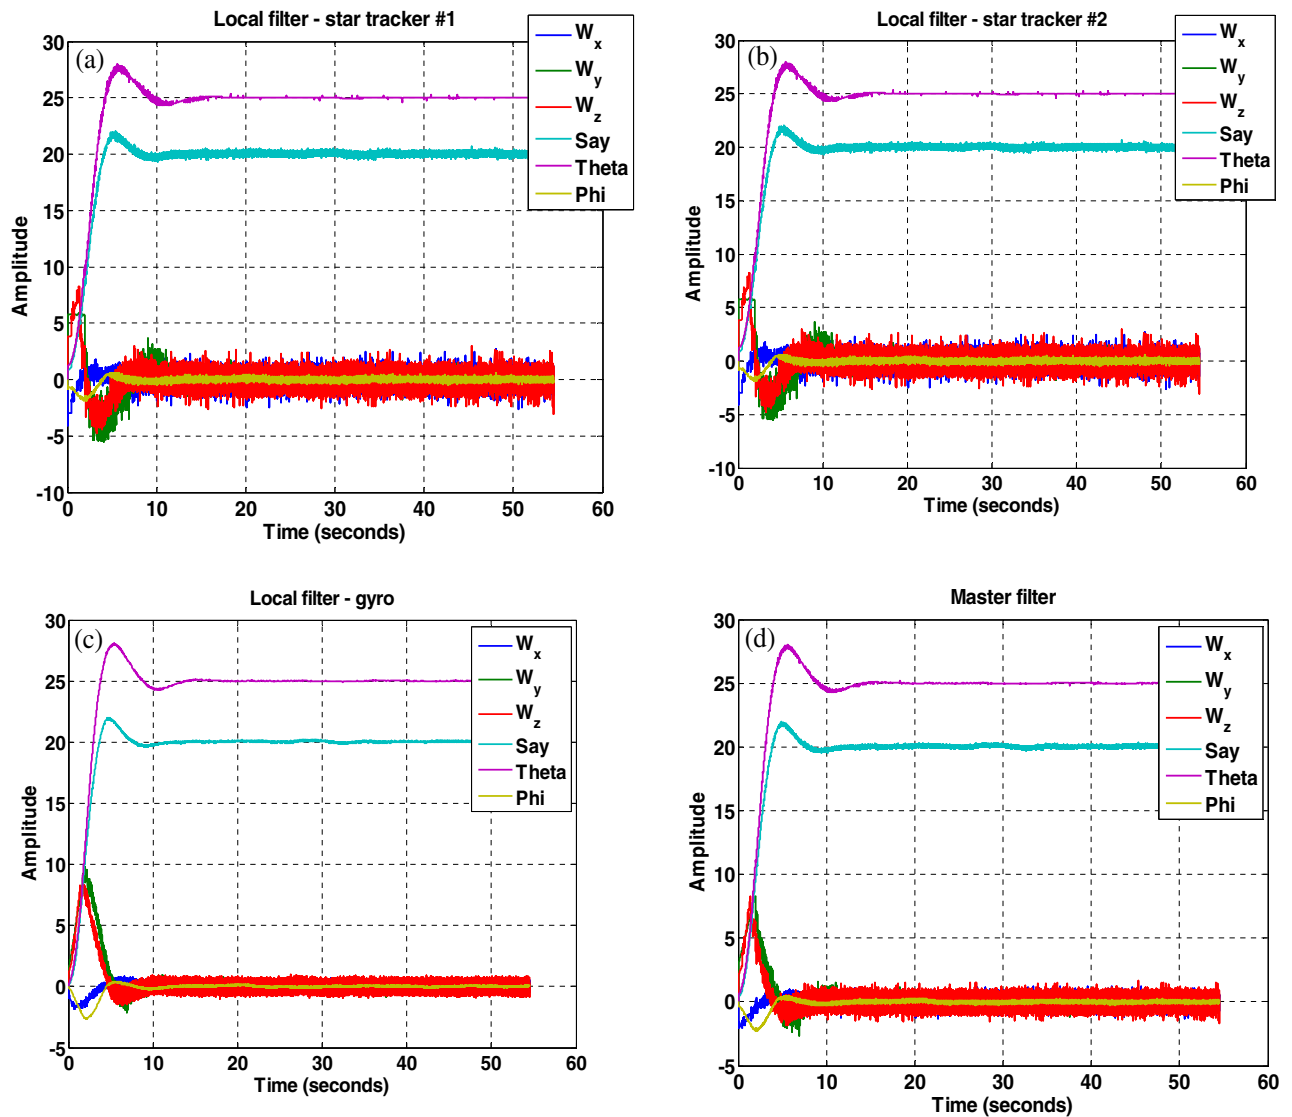 Local filter - star tracker #1
(a)
30
25
20
15
10
5
0
-5
-10
Amplitude
0 10 20 30 40 50 60
Time (seconds)
W_x
W_y
W_z
Say
Theta
Phi
Local filter - star tracker #2
(b)
30
25
20
15
10
5
0
-5
-10
Amplitude
0 10 20 30 40 50 60
Time (seconds)
W_x
W_y
W_z
Say
Theta
Phi
Local filter - gyro
(c)
30
25
20
15
10
5
0
-5
Amplitude
0 10 20 30 40 50 60
Time (seconds)
W_x
W_y
W_z
Say
Theta
Phi
Master filter
(d)
30
25
20
15
10
5
0
-5
Amplitude
0 10 20 30 40 50 60
Time (seconds)
W_x
W_y
W_z
Say
Theta
Phi